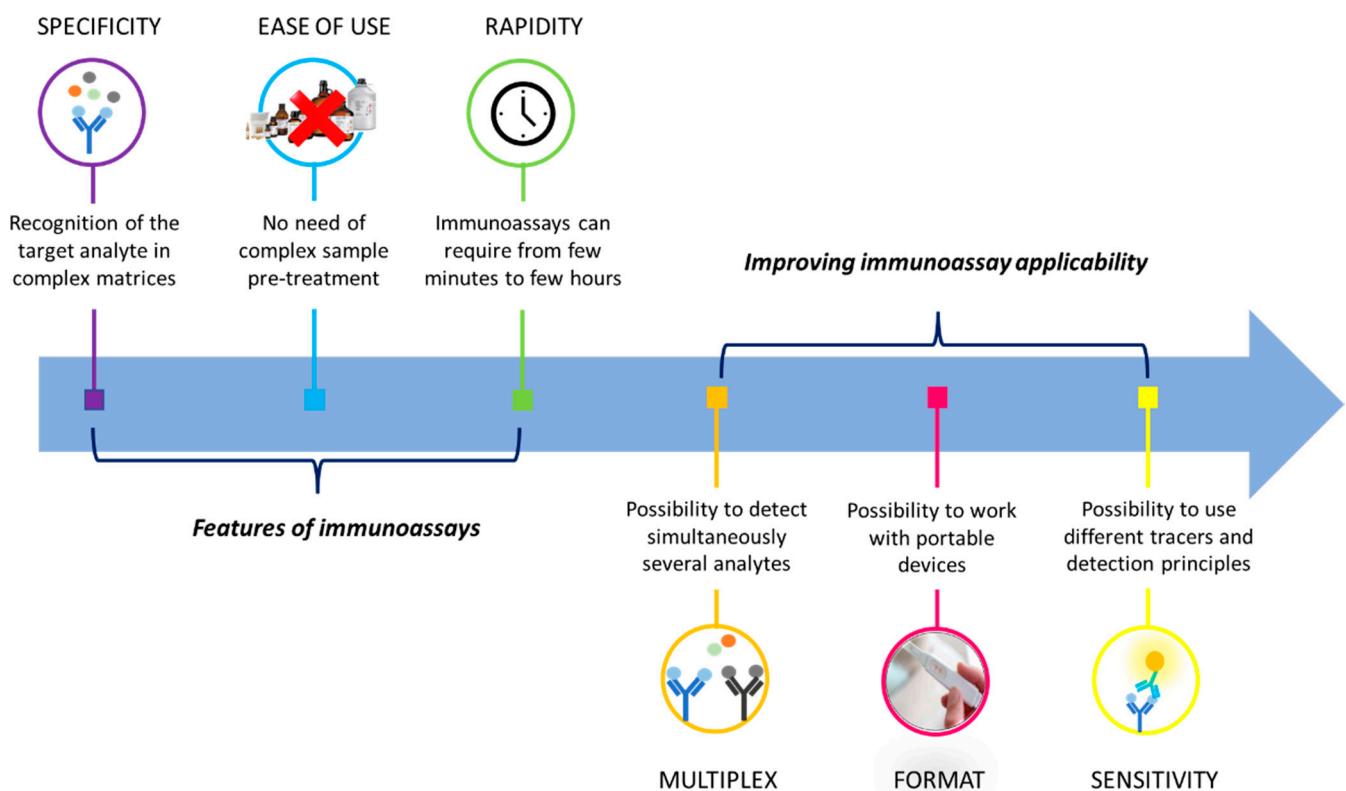 SPECIFICITY
EASE OF USE
RAPIDITY
Recognition of the
target analyte in
complex matrices
No need of
complex sample
pre-treatment
Immunoassays can
require from few
minutes to few hours
Improving immunoassay applicability
Features of immunoassays
Possibility to detect
simultaneously
several analytes
Possibility to work
with portable
devices
Possibility to use
different tracers and
detection principles
MULTIPLEX
FORMAT
SENSITIVITY